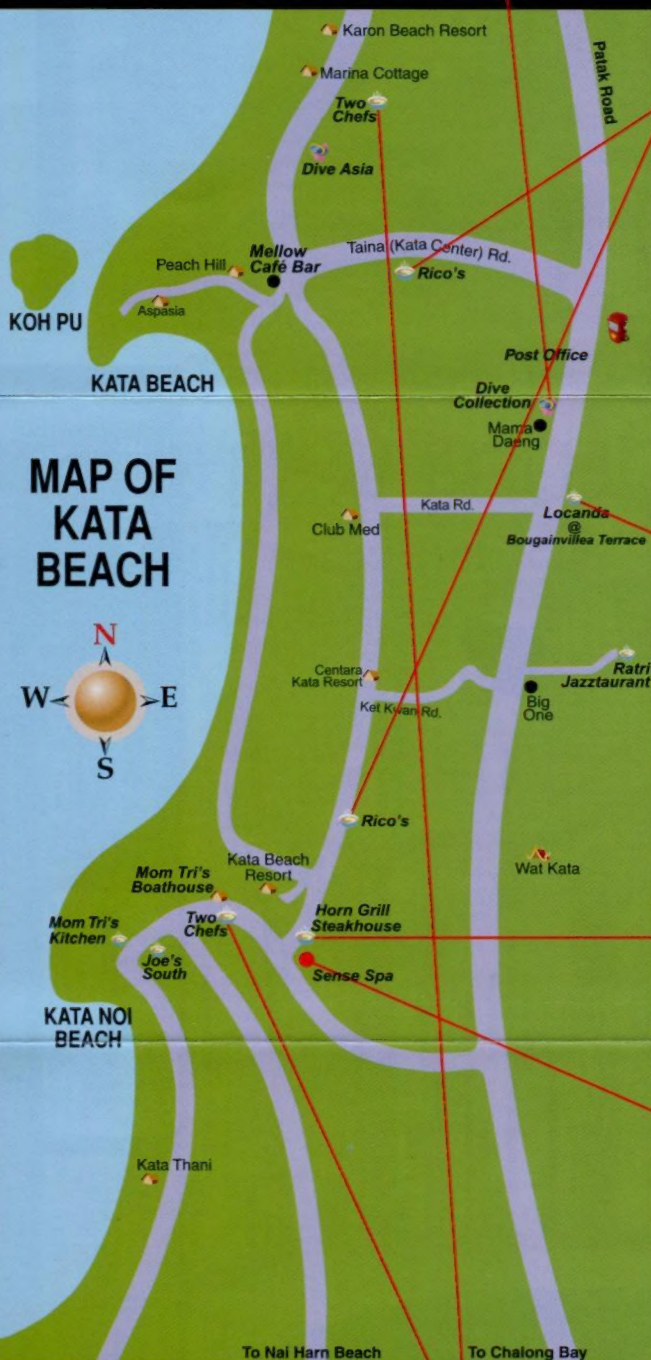 Karon Beach Resort
Marina Cottage
Patak Road
Two
Chefs
Dive Asia
Mellow
Café Bar
Taina (Kata Center) Rd.
Peach Hill
Rico's
Aspasia
KOH PU
Post Office
KATA BEACH
Dive
Collection
Mama
Daeng
MAP OF
KATA
BEACH
Kata Rd.
Club Med
Locanda
@
Bougainvillea Terrace
N
W
E
S
Centara
Kata Resort
Ratri
Jazztaurant
Ket Kwan Rd.
Big
One
Rico's
Kata Beach
Resort
Wat Kata
Mom Tri's
Boathouse
Mom Tri's
Kitchen
Two
Chefs
Horn Grill
Steakhouse
Joe's
South
Sense Spa
KATA NOI
BEACH
Kata Thani
To Nai Harn Beach
To Chalong Bay